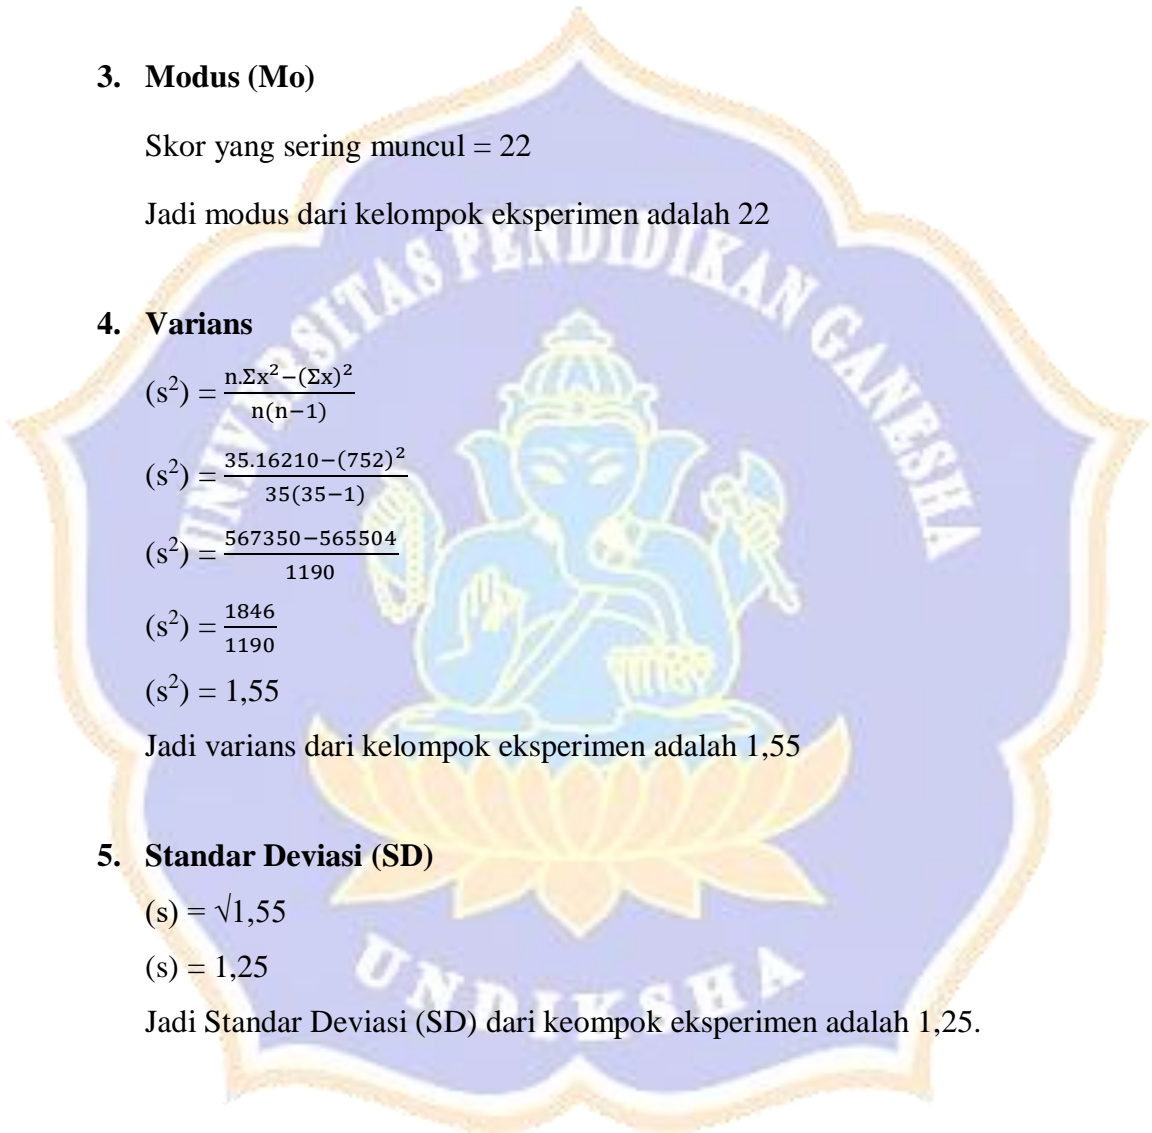 3. Modus (Mo)
Skor yang sering muncul = 22
Jadi modus dari kelompok eksperimen adalah 22
UNIVERSITAS PENDIDIKAN GANESHA
4. Varians
(s²) = n.Σx²−(Σx)² / n(n−1)
(s²) = 35.16210−(752)² / 35(35−1)
(s²) = 567350−565504 / 1190
(s²) = 1846 / 1190
(s²) = 1,55
Jadi varians dari kelompok eksperimen adalah 1,55
5. Standar Deviasi (SD)
(s) = √1,55
(s) = 1,25
UNDIKSHA
Jadi Standar Deviasi (SD) dari keompok eksperimen adalah 1,25.